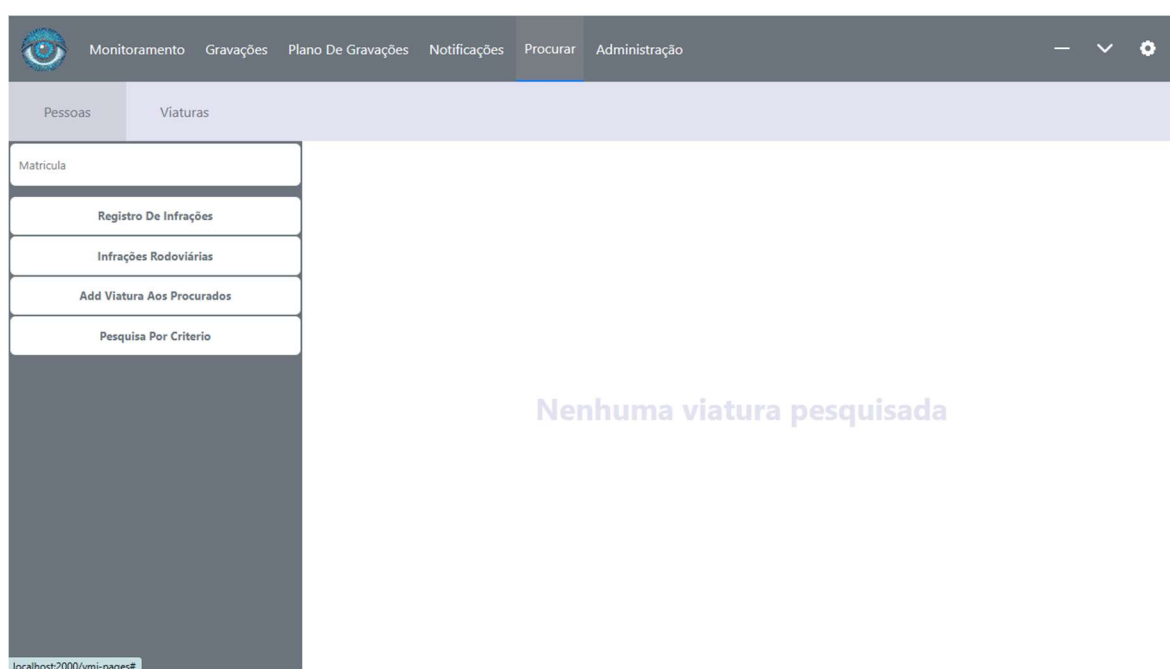 Monitoramento Gravações Plano De Gravações Notificações Procurar Administração
Pessoas Viaturas
Matricula
Registro De Infrações
Infrações Rodoviárias
Add Viatura Aos Procurados
Pesquisa Por Criterio
Nenhuma viatura pesquisada
localhost:2000/vmi-pages#